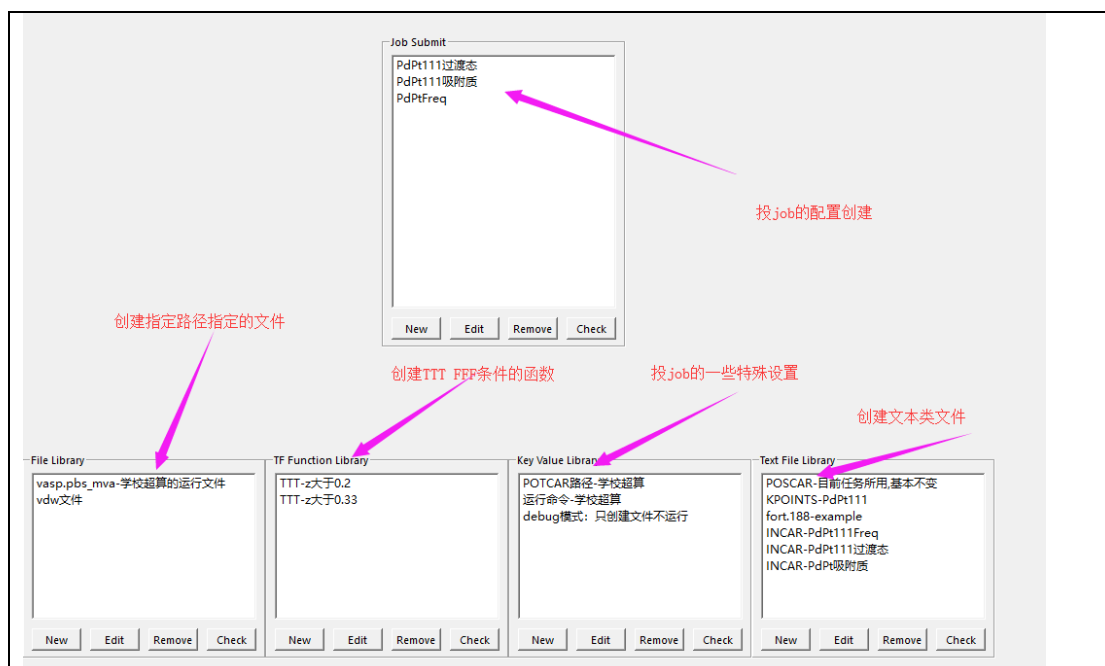 Job Submit
PdPt111过渡态
PdPt111吸附质
PdPtFreq
New Edit Remove Check
投job的配置创建
创建指定路径指定的文件
创建TTT FFF条件的函数
投job的一些特殊设置
创建文本类文件
File Library
vasp.pbs_mva-学校超算的运行文件
vdw文件
New Edit Remove Check
TF Function Library
TTT-z大于0.2
TTT-z大于0.33
New Edit Remove Check
Key Value Library
POTCAR路径-学校超算
运行命令-学校超算
debug模式：只创建文件不运行
New Edit Remove Check
Text File Library
POSCAR-目前任务所用,基本不变
KPOINTS-PdPt111
fort.188-example
INCAR-PdPt111Freq
INCAR-PdPt111过渡态
INCAR-PdPt吸附质
New Edit Remove Check